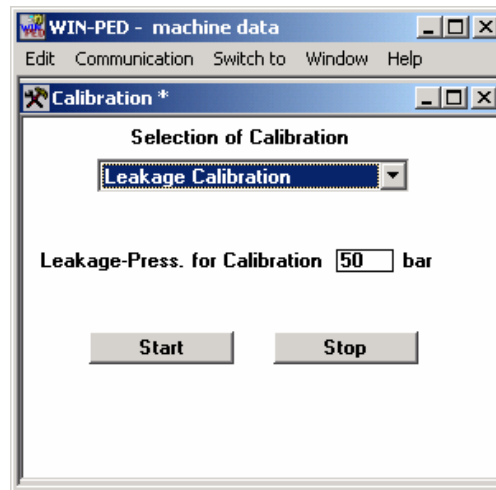 WIN-PED - machine data
Edit Communication Switch to Window Help
Calibration *
Selection of Calibration
Leakage Calibration
Leakage-Press. for Calibration 50 bar
Start Stop